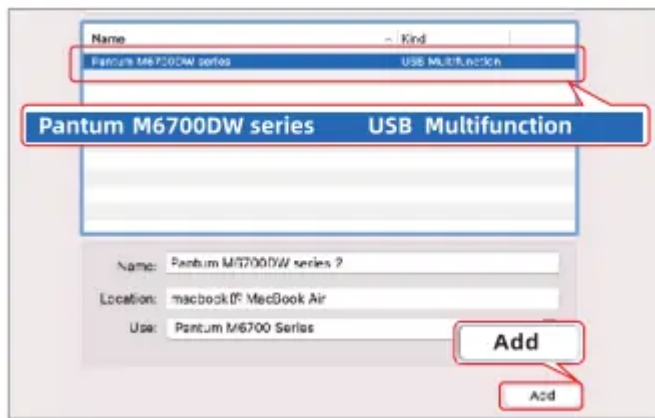 Name Kind
Pantum M6700DW series USB Multifunction
Pantum M6700DW series USB Multifunction
Name: Pantum M6700DW series 2
Location: macbook的 MacBook Air
Use: Pantum M6700 Series
Add
Add